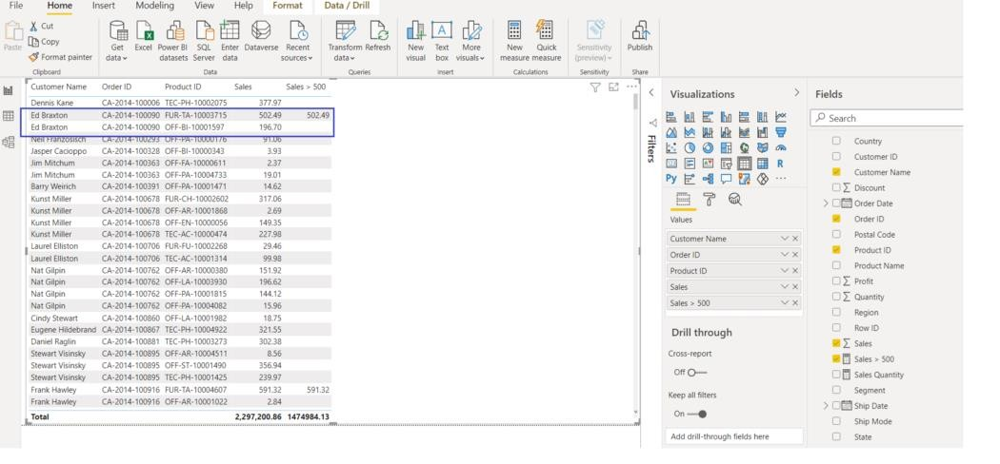 File Home Insert Modeling View Help Format Data / Drill
Paste Cut Copy Format painter Clipboard
Get data Excel Power BI datasets SQL Server Enter data Dataverse Recent sources Data
Transform data Refresh Queries
New visual Text box More visuals Insert
New measure Quick measure Calculations
Sensitivity (preview) Sensitivity
Publish Share
Customer Name Order ID Product ID Sales Sales > 500
Dennis Kane CA-2014-100006 TEC-PH-10002075 377.97
Ed Braxton CA-2014-100090 FUR-TA-10003715 502.49 502.49
Ed Braxton CA-2014-100090 OFF-BI-10001597 196.70
Neil Französisch CA-2014-100293 OFF-PA-10000176 91.06
Jasper Cacioppo CA-2014-100328 OFF-BI-10000343 3.93
Jim Mitchum CA-2014-100363 OFF-FA-10000611 2.37
Jim Mitchum CA-2014-100363 OFF-PA-10004733 19.01
Barry Weirich CA-2014-100391 OFF-PA-10001471 14.62
Kunst Miller CA-2014-100678 FUR-CH-10002602 317.06
Kunst Miller CA-2014-100678 OFF-AR-10001868 2.69
Kunst Miller CA-2014-100678 OFF-EN-10000056 149.35
Kunst Miller CA-2014-100678 TEC-AC-10000474 227.98
Laurel Elliston CA-2014-100706 FUR-FU-10002268 29.46
Laurel Elliston CA-2014-100706 TEC-AC-10001314 99.98
Nat Gilpin CA-2014-100762 OFF-AR-10000380 151.92
Nat Gilpin CA-2014-100762 OFF-LA-10003930 196.62
Nat Gilpin CA-2014-100762 OFF-PA-10001815 144.12
Nat Gilpin CA-2014-100762 OFF-PA-10004082 15.96
Cindy Stewart CA-2014-100860 OFF-LA-10001982 18.75
Eugene Hildebrand CA-2014-100867 TEC-PH-10004922 321.55
Daniel Raglin CA-2014-100881 TEC-PH-10003273 302.38
Stewart Visinsky CA-2014-100895 OFF-AR-10004511 8.56
Stewart Visinsky CA-2014-100895 OFF-ST-10001490 356.94
Stewart Visinsky CA-2014-100895 TEC-PH-10001425 239.97
Frank Hawley CA-2014-100916 FUR-TA-10004607 591.32 591.32
Frank Hawley CA-2014-100916 OFF-AR-10001022 2.84
Total 2,297,200.86 1474984.13
Filters
Visualizations
R
Py
Values
Customer Name
Order ID
Product ID
Sales
Sales > 500
Drill through
Cross-report
Off
Keep all filters
On
Add drill-through fields here
Fields
Search
Country
Customer ID
Customer Name
∑ Discount
Order Date
Order ID
Postal Code
Product ID
Product Name
∑ Profit
∑ Quantity
Region
Row ID
∑ Sales
Sales > 500
Sales Quantity
Segment
Ship Date
Ship Mode
State